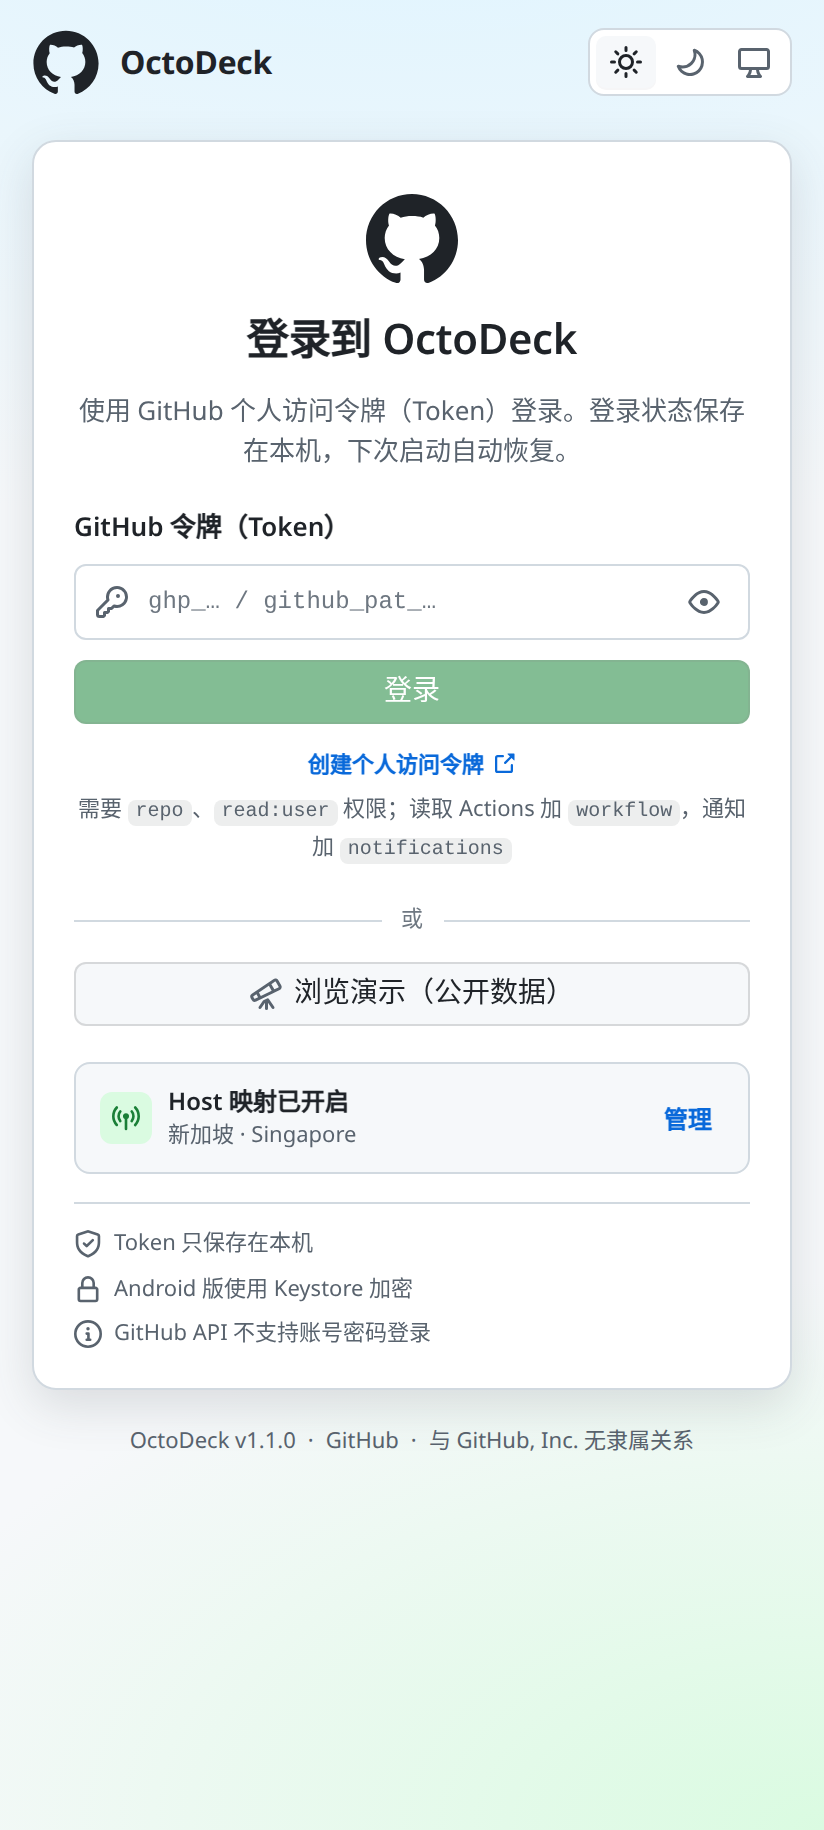 OctoDeck
登录到 OctoDeck
使用 GitHub 个人访问令牌（Token）登录。登录状态保存
在本机，下次启动自动恢复。
GitHub 令牌（Token）
ghp_… / github_pat_…
登录
创建个人访问令牌
需要 repo、read:user 权限；读取 Actions 加 workflow，通知
加 notifications
或
浏览演示（公开数据）
Host 映射已开启
新加坡 · Singapore
管理
Token 只保存在本机
Android 版使用 Keystore 加密
GitHub API 不支持账号密码登录
OctoDeck v1.1.0 · GitHub · 与 GitHub, Inc. 无隶属关系